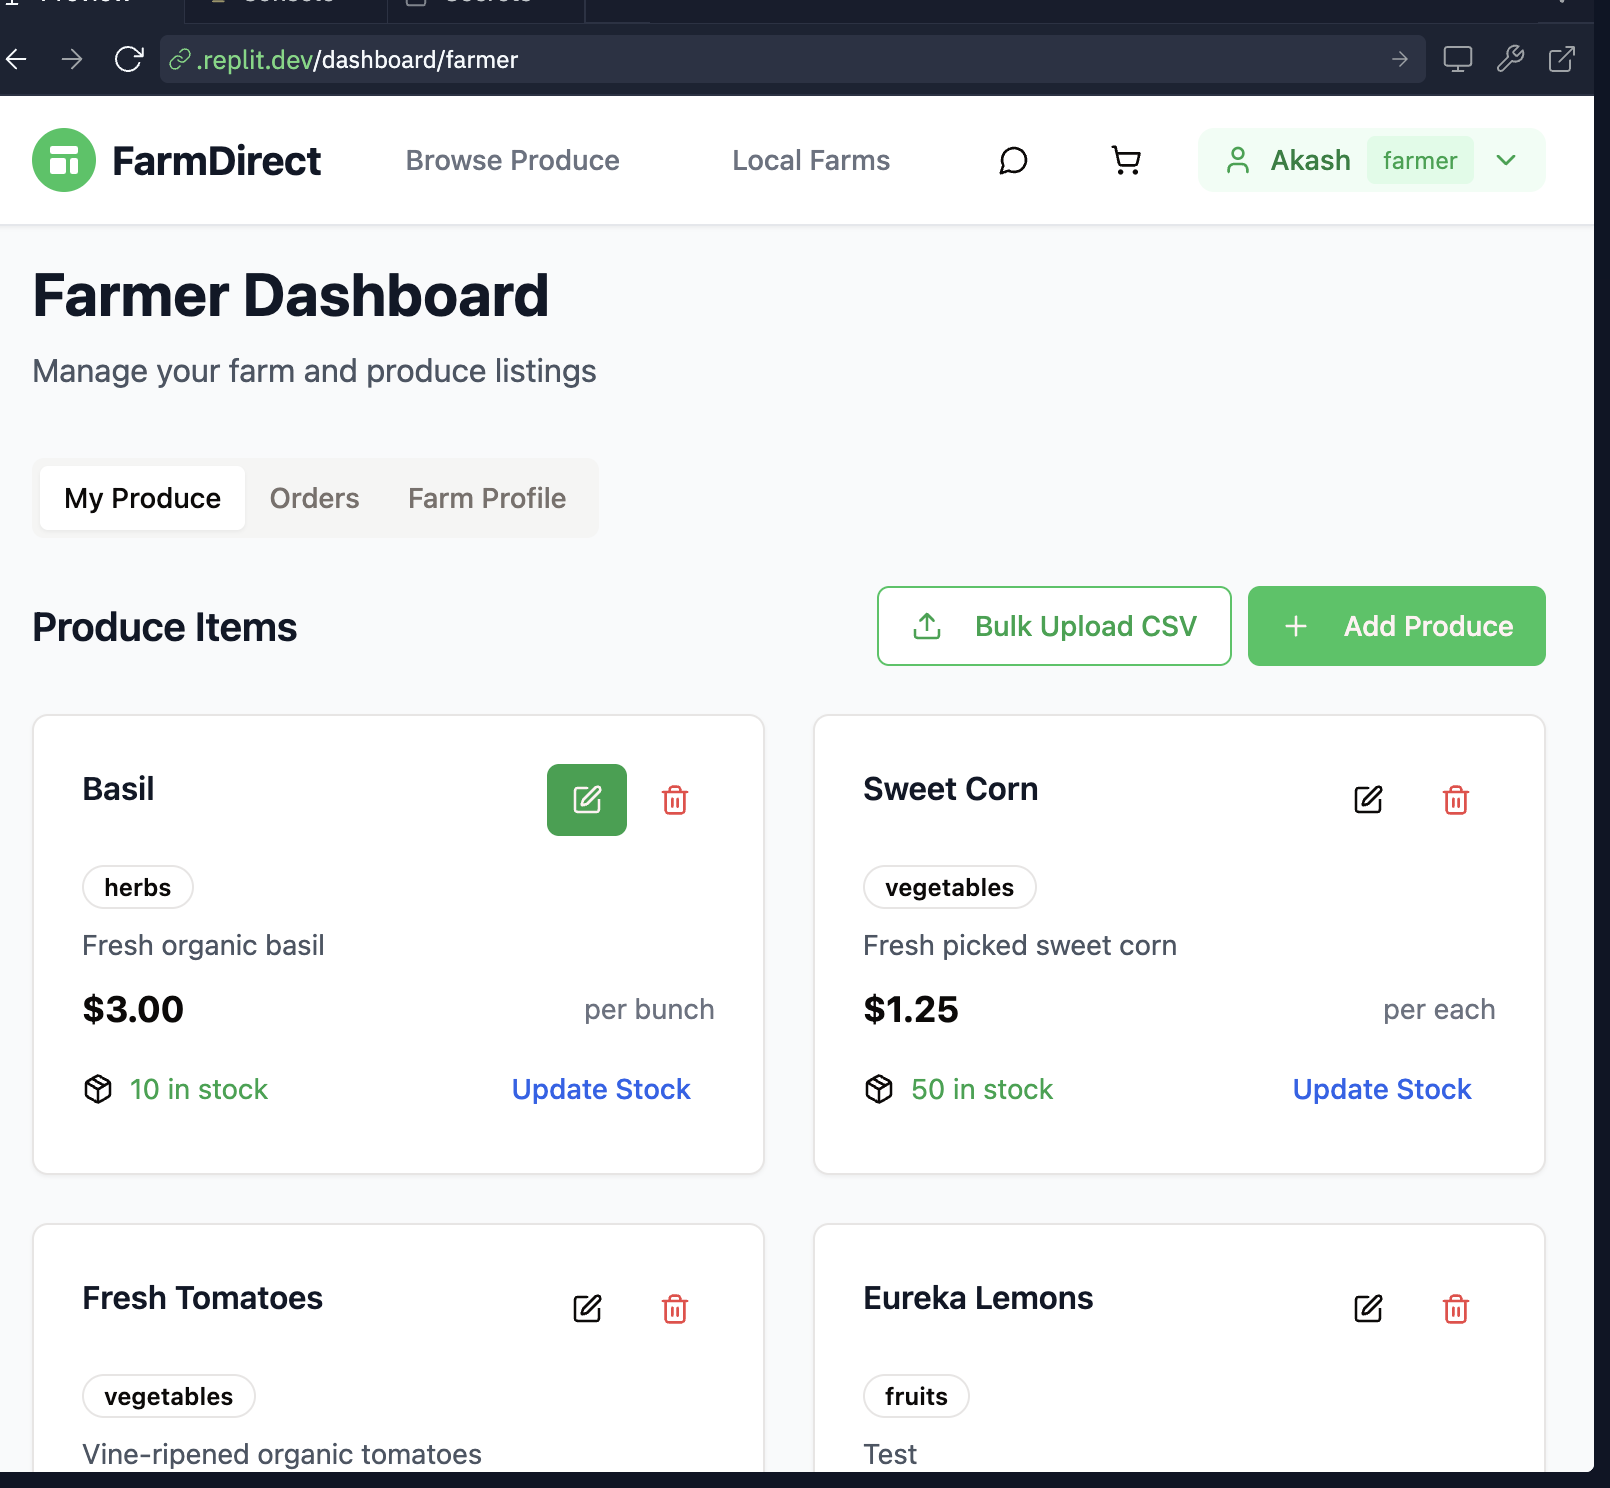 .replit.dev/dashboard/farmer
FarmDirect
Browse Produce
Local Farms
Akash
farmer
Farmer Dashboard
Manage your farm and produce listings
My Produce
Orders
Farm Profile
Produce Items
Bulk Upload CSV
Add Produce
Basil
herbs
Fresh organic basil
$3.00
per bunch
10 in stock
Update Stock
Sweet Corn
vegetables
Fresh picked sweet corn
$1.25
per each
50 in stock
Update Stock
Fresh Tomatoes
vegetables
Vine-ripened organic tomatoes
Eureka Lemons
fruits
Test